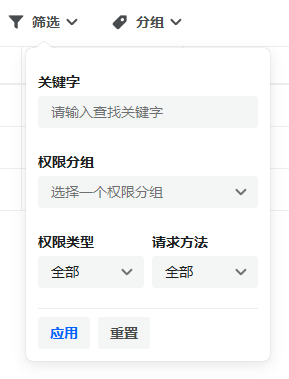 筛选 分组
关键字
请输入查找关键字
权限分组
选择一个权限分组
权限类型 请求方法
全部 全部
应用 重置